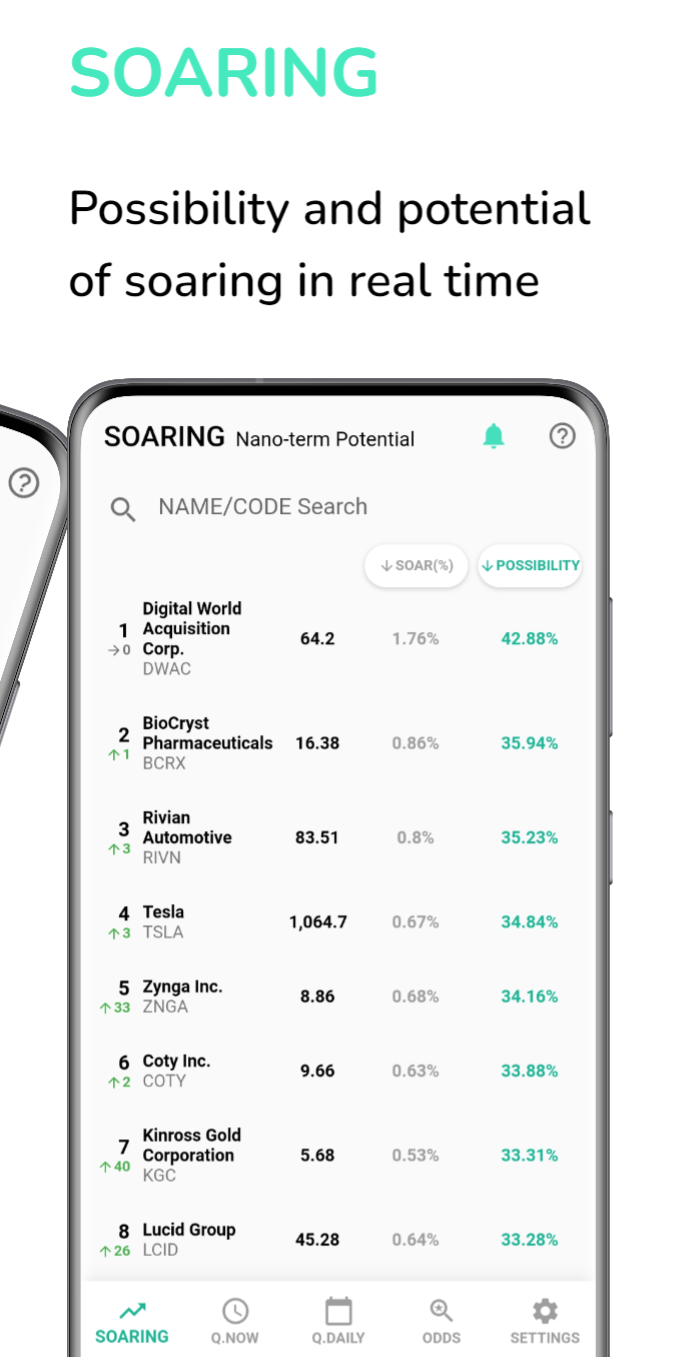 SOARING
Possibility and potential
of soaring in real time
SOARING Nano-term Potential
NAME/CODE Search
↓ SOAR(%) ↓ POSSIBILITY
Digital World
1 Acquisition
→0 Corp. 64.2 1.76% 42.88%
DWAC
BioCryst
2 Pharmaceuticals 16.38 0.86% 35.94%
↑1 BCRX
Rivian
3 Automotive 83.51 0.8% 35.23%
↑3 RIVN
4 Tesla 1,064.7 0.67% 34.84%
↑3 TSLA
5 Zynga Inc. 8.86 0.68% 34.16%
↑33 ZNGA
6 Coty Inc. 9.66 0.63% 33.88%
↑2 COTY
Kinross Gold
7 Corporation 5.68 0.53% 33.31%
↑40 KGC
8 Lucid Group 45.28 0.64% 33.28%
↑26 LCID
SOARING Q.NOW Q.DAILY ODDS SETTINGS